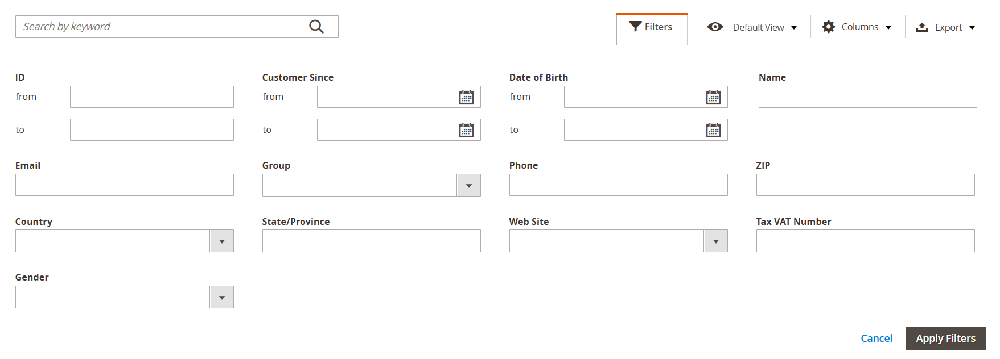 Search by keyword
Filters
Default View
Columns
Export
ID
Customer Since
Date of Birth
Name
from
from
from
to
to
to
Email
Group
Phone
ZIP
Country
State/Province
Web Site
Tax VAT Number
Gender
Cancel
Apply Filters